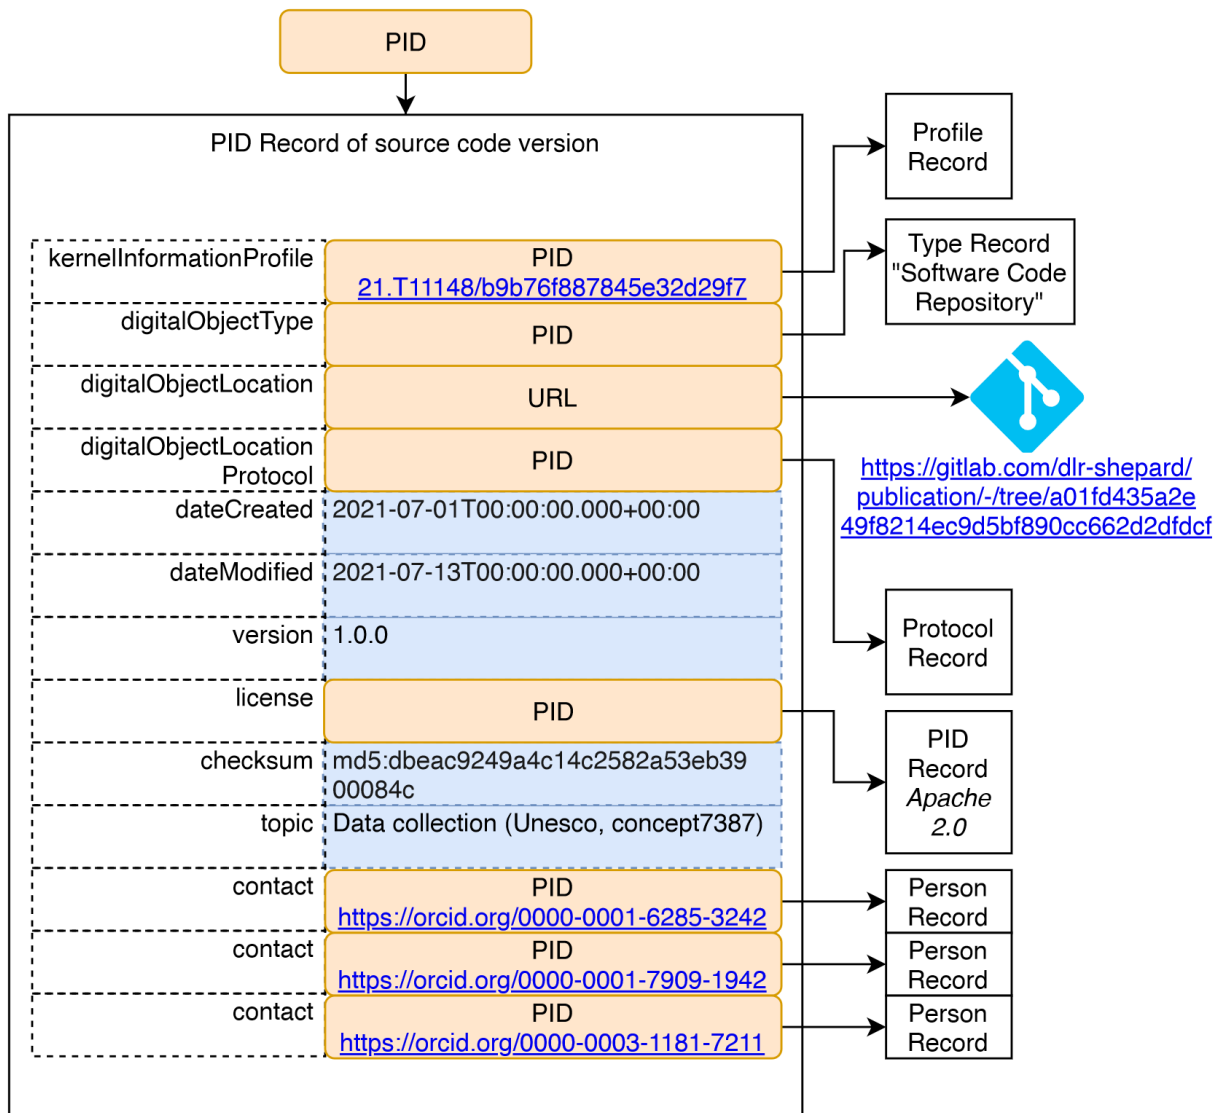 PID
PID Record of source code version
Profile
Record
kernelInformationProfile
PID
21.T11148/b9b76f887845e32d29f7
Type Record
"Software Code
Repository"
digitalObjectType
PID
digitalObjectLocation
URL
https://gitlab.com/dlr-shepard/
publication/-/tree/a01fd435a2e
49f8214ec9d5bf890cc662d2dfdcf
digitalObjectLocation
Protocol
PID
dateCreated
2021-07-01T00:00:00.000+00:00
dateModified
2021-07-13T00:00:00.000+00:00
version
1.0.0
Protocol
Record
license
PID
PID
Record
Apache
2.0
checksum
md5:dbeac9249a4c14c2582a53eb39
00084c
topic
Data collection (Unesco, concept7387)
contact
PID
https://orcid.org/0000-0001-6285-3242
Person
Record
contact
PID
https://orcid.org/0000-0001-7909-1942
Person
Record
contact
PID
https://orcid.org/0000-0003-1181-7211
Person
Record